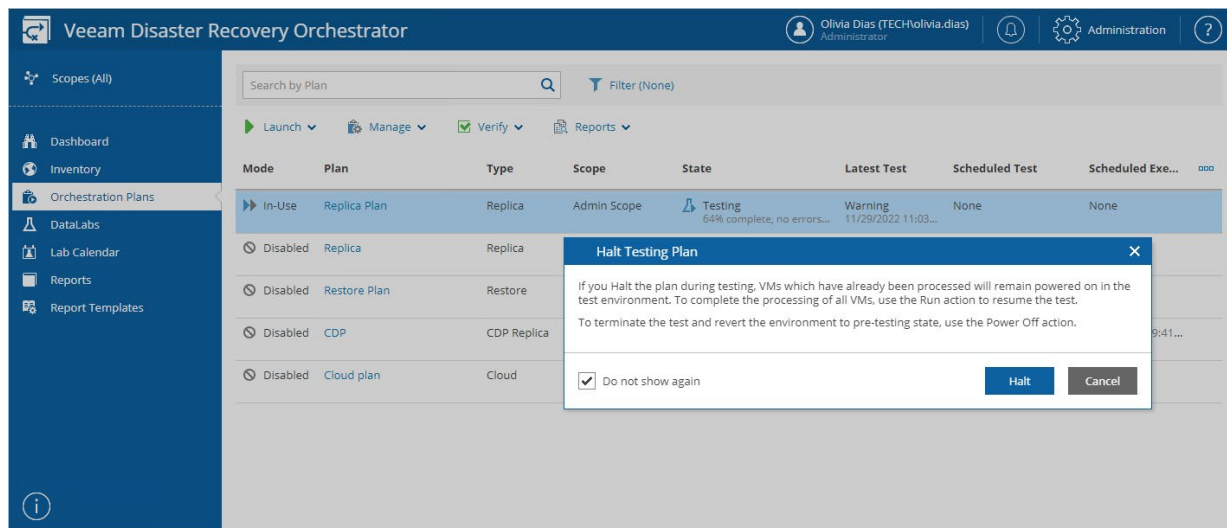 Veeam Disaster Recovery Orchestrator
Olivia Dias (TECH\olivia.dias)
Administrator
Administration
?
Scopes (All)
Dashboard
Inventory
Orchestration Plans
DataLabs
Lab Calendar
Reports
Report Templates
Search by Plan
Filter (None)
Launch Manage Verify Reports
Mode Plan Type Scope State Latest Test Scheduled Test Scheduled Exe...
In-Use Replica Plan Replica Admin Scope Testing Warning None None
64% complete, no errors... 11/29/2022 11:03...
Disabled Replica Replica
Disabled Restore Plan Restore
Disabled CDP CDP Replica 9:41...
Disabled Cloud plan Cloud
Halt Testing Plan
If you Halt the plan during testing, VMs which have already been processed will remain powered on in the
test environment. To complete the processing of all VMs, use the Run action to resume the test.
To terminate the test and revert the environment to pre-testing state, use the Power Off action.
Do not show again
Halt Cancel